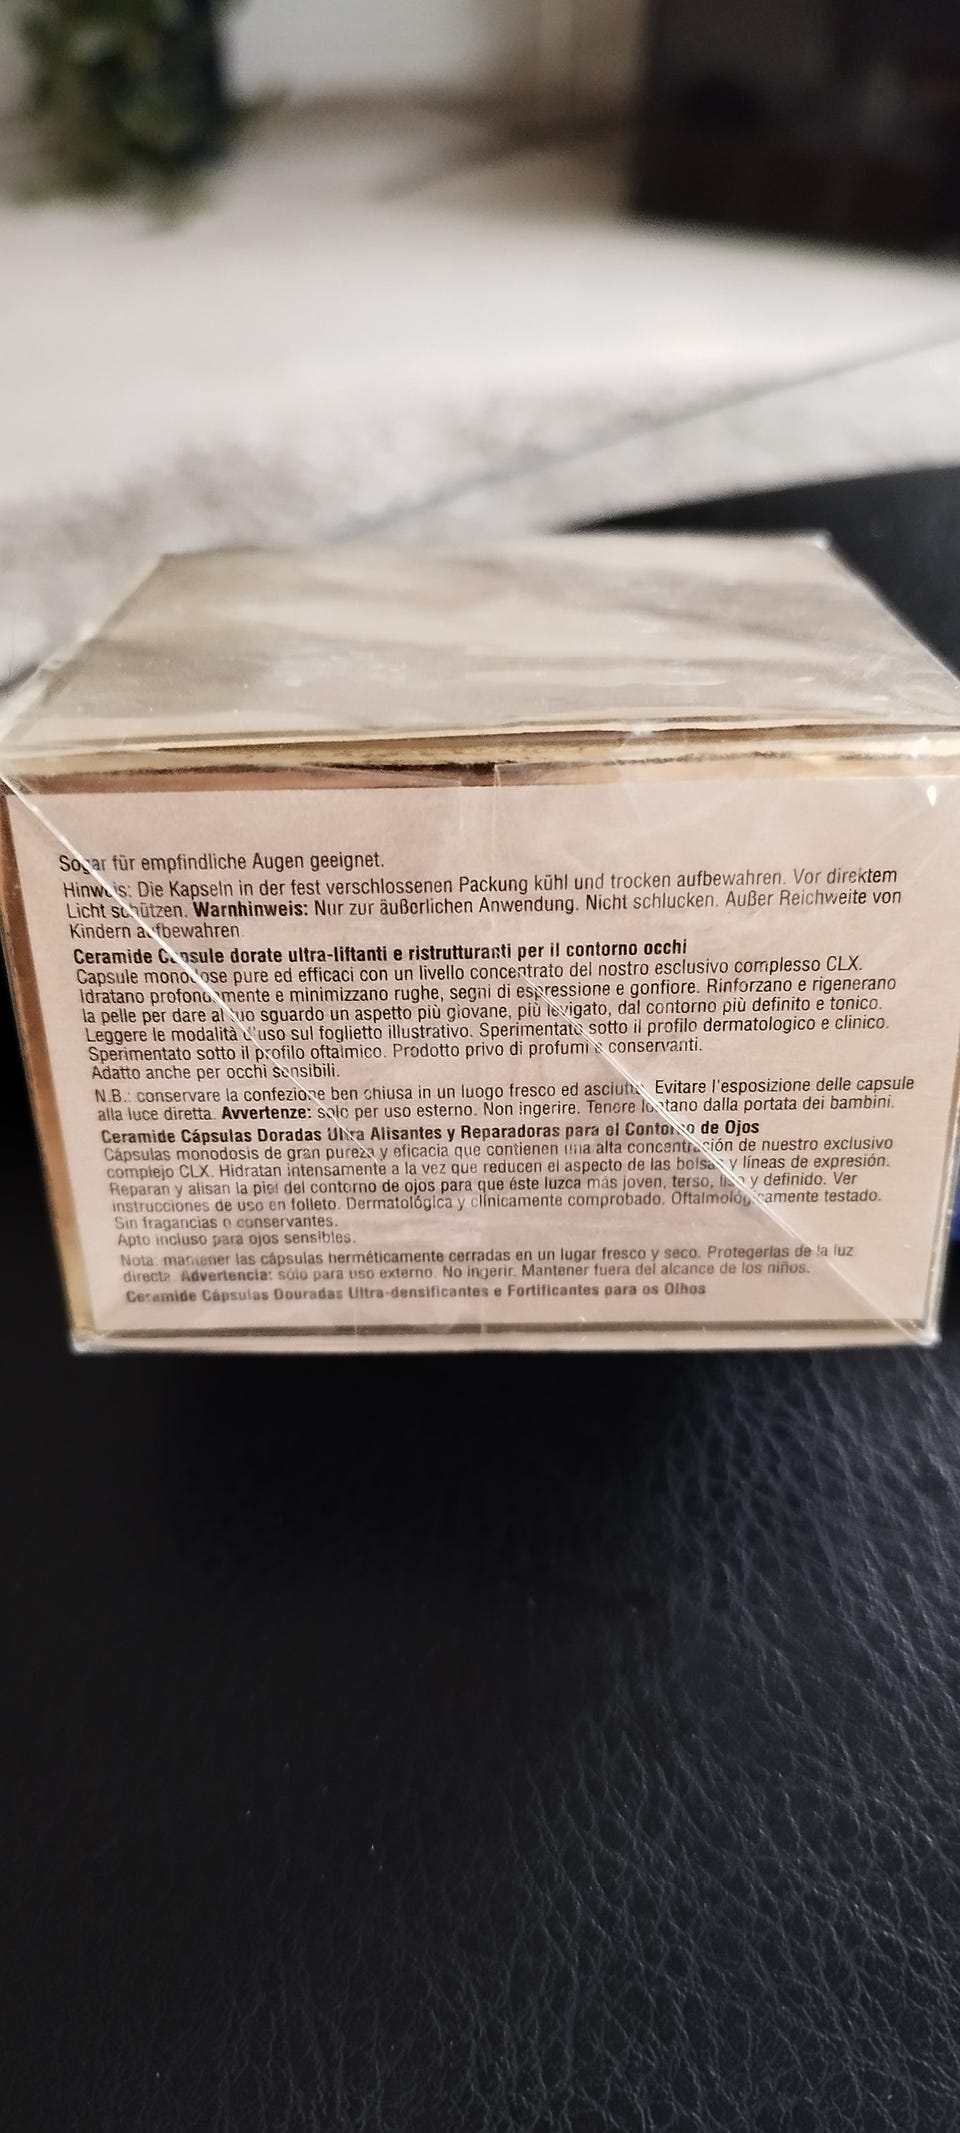 Sogar für empfindliche Augen geeignet.
Hinweis: Die Kapseln in der fest verschlossenen Packung kühl und trocken aufbewahren. Vor direktem
Licht schützen. Warnhinweis: Nur zur äußerlichen Anwendung. Nicht schlucken. Außer Reichweite von
Kindern aufbewahren
Ceramide Capsule dorate ultra-liftanti e ristrutturanti per il contorno occhi
Capsule monodose pure ed efficaci con un livello concentrato del nostro esclusivo complesso CLX.
Idratano profondamente e minimizzano rughe, segni di espressione e gonfiore. Rinforzano e rigenerano
la pelle per dare al tuo sguardo un aspetto più giovane, più levigato, dal contorno più definito e tonico.
Leggere le modalità d'uso sul foglietto illustrativo. Sperimentato sotto il profilo dermatologico e clinico.
Sperimentato sotto il profilo oftalmico. Prodotto privo di profumi e conservanti.
Adatto anche per occhi sensibili.
N.B.: conservare la confezione ben chiusa in un luogo fresco ed asciutto. Evitare l'esposizione delle capsule
alla luce diretta. Avvertenze: solo per uso esterno. Non ingerire. Tenere lontano dalla portata dei bambini.
Ceramide Cápsulas Doradas Ultra Alisantes y Reparadoras para el Contorno de Ojos
Cápsulas monodosis de gran pureza y eficacia que contienen una alta concentración de nuestro exclusivo
complejo CLX. Hidratan intensamente a la vez que reducen el aspecto de las bolsas y líneas de expresión.
Reparan y alisan la piel del contorno de ojos para que éste luzca más joven, terso, liso y definido. Ver
instrucciones de uso en folleto. Dermatológica y clínicamente comprobado. Oftalmológicamente testado.
Sin fragancias o conservantes.
Apto incluso para ojos sensibles.
Nota: mantener las cápsulas herméticamente cerradas en un lugar fresco y seco. Protegerlas de la luz
directa. Advertencia: sólo para uso externo. No ingerir. Mantener fuera del alcance de los niños.
Ceramide Cápsulas Douradas Ultra-densificantes e Fortificantes para os Olhos